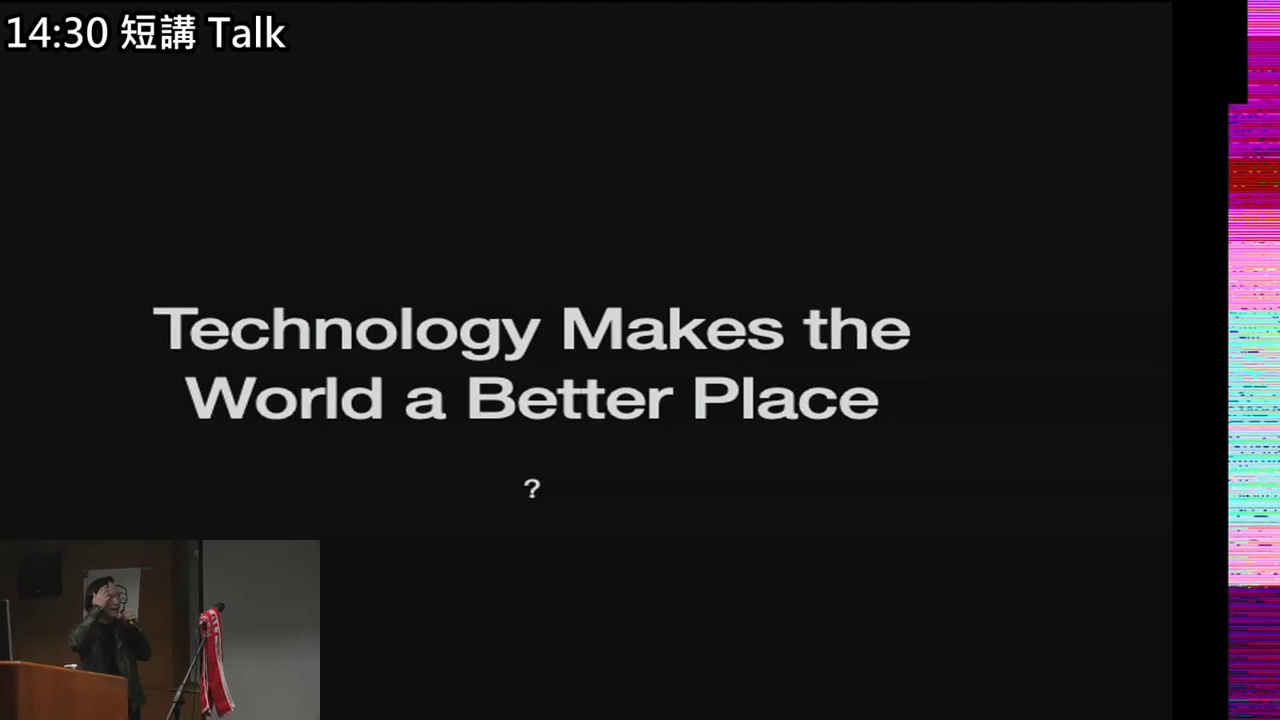 14:30 短講 Talk
Technology Makes the
World a Better Place
?